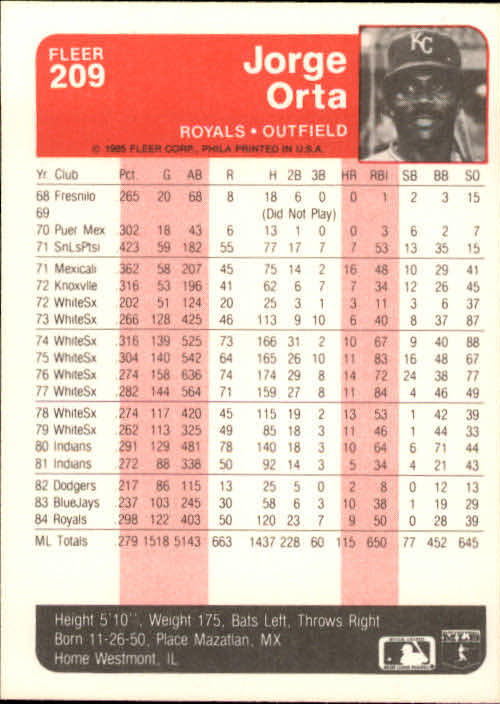 FLEER
209
Jorge
Orta
KC
ROYALS • OUTFIELD
© 1985 FLEER CORP., PHILA PRINTED IN U.S.A.
Yr. Club Pct. G AB R H 2B 3B HR RBI SB BB SO
68 Fresnilo .265 20 68 8 18 6 0 0 1 2 3 15
69 (Did Not Play)
70 Puer Mex .302 18 43 6 13 1 0 0 3 6 2 7
71 SnLsPtsi .423 59 182 55 77 17 7 7 53 13 35 15
71 Mexicali .362 58 207 45 75 14 2 16 48 10 29 41
72 Knoxvlle .316 53 196 41 62 6 7 7 34 12 26 45
72 WhiteSx .202 51 124 20 25 3 1 3 11 3 6 37
73 WhiteSx .266 128 425 46 113 9 10 6 40 8 37 87
74 WhiteSx .316 139 525 73 166 31 2 10 67 9 40 88
75 WhiteSx .304 140 542 64 165 26 10 11 83 16 48 67
76 WhiteSx .274 158 636 74 174 29 8 14 72 24 38 77
77 WhiteSx .282 144 564 71 159 27 8 11 84 4 46 49
78 WhiteSx .274 117 420 45 115 19 2 13 53 1 42 39
79 WhiteSx .262 113 325 49 85 18 3 11 46 1 44 33
80 Indians .291 129 481 78 140 18 3 10 64 6 71 44
81 Indians .272 88 338 50 92 14 3 5 34 4 21 43
82 Dodgers .217 86 115 13 25 5 0 2 8 0 12 13
83 BlueJays .237 103 245 30 58 6 3 10 38 1 19 29
84 Royals .298 122 403 50 120 23 7 9 50 0 28 39
ML Totals .279 1518 5143 663 1437 228 60 115 650 77 452 645
Height 5'10'', Weight 175, Bats Left, Throws Right
Born 11-26-50, Place Mazatlan, MX
Home Westmont, IL